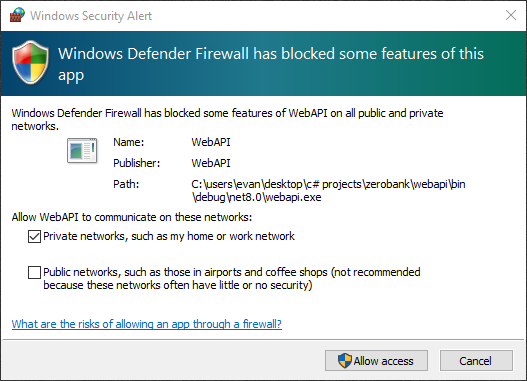 Windows Security Alert
Windows Defender Firewall has blocked some features of this
app
Windows Defender Firewall has blocked some features of WebAPI on all public and private
networks.
Name: WebAPI
Publisher: WebAPI
Path: C:\users\evan\desktop\c# projects\zerobank\webapi\bin
\debug\net8.0\webapi.exe
Allow WebAPI to communicate on these networks:
Private networks, such as my home or work network
Public networks, such as those in airports and coffee shops (not recommended
because these networks often have little or no security)
What are the risks of allowing an app through a firewall?
Allow access Cancel